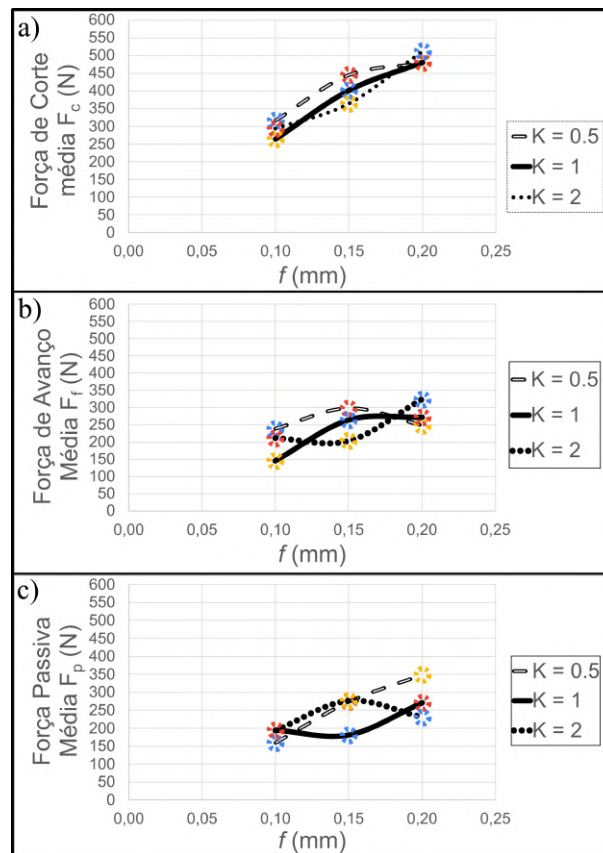 a)
Força de Corte
média F_c (N)
600
550
500
450
400
350
300
250
200
150
100
50
0
0,00 0,05 0,10 0,15 0,20 0,25
f (mm)
K = 0.5
K = 1
K = 2
b)
Força de Avanço
Média F_f (N)
600
550
500
450
400
350
300
250
200
150
100
50
0
0,00 0,05 0,10 0,15 0,20 0,25
f (mm)
K = 0.5
K = 1
K = 2
c)
Força Passiva
Média F_p (N)
600
550
500
450
400
350
300
250
200
150
100
50
0
0,00 0,05 0,10 0,15 0,20 0,25
f (mm)
K = 0.5
K = 1
K = 2